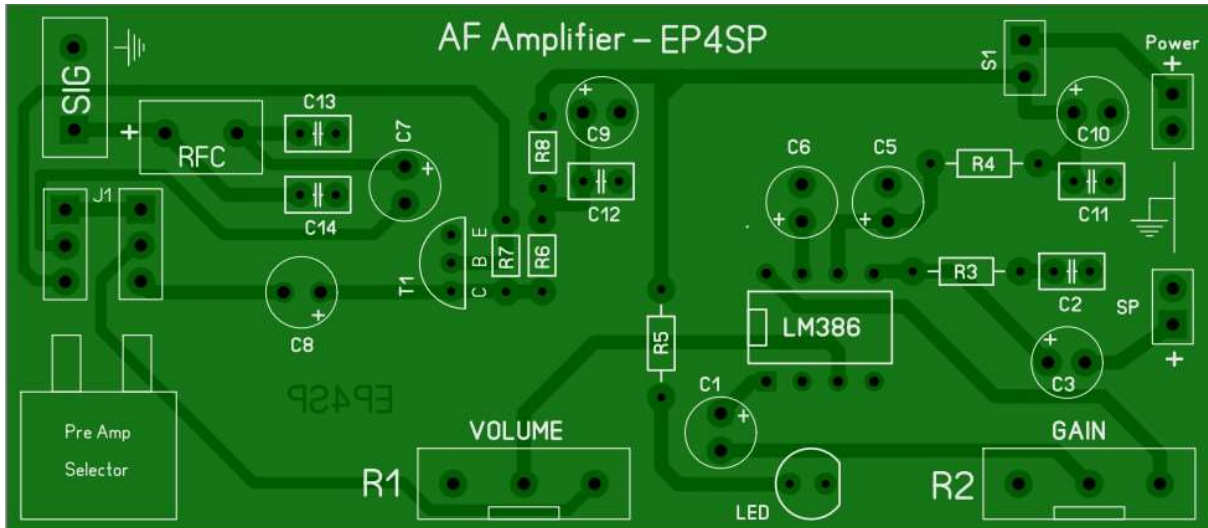 AF Amplifier - EP4SP
SIG
+
RFC
C13
C14
C7
+
J1
R8
+
C9
C12
S1
Power
+
+
C10
C11
C6
+
C5
+
R4
T1
E
B
C
R7
R6
C8
+
R3
C2
SP
+
LM386
R5
+
C3
C1
+
EP4SP
Pre Amp
Selector
VOLUME
R1
LED
GAIN
R2